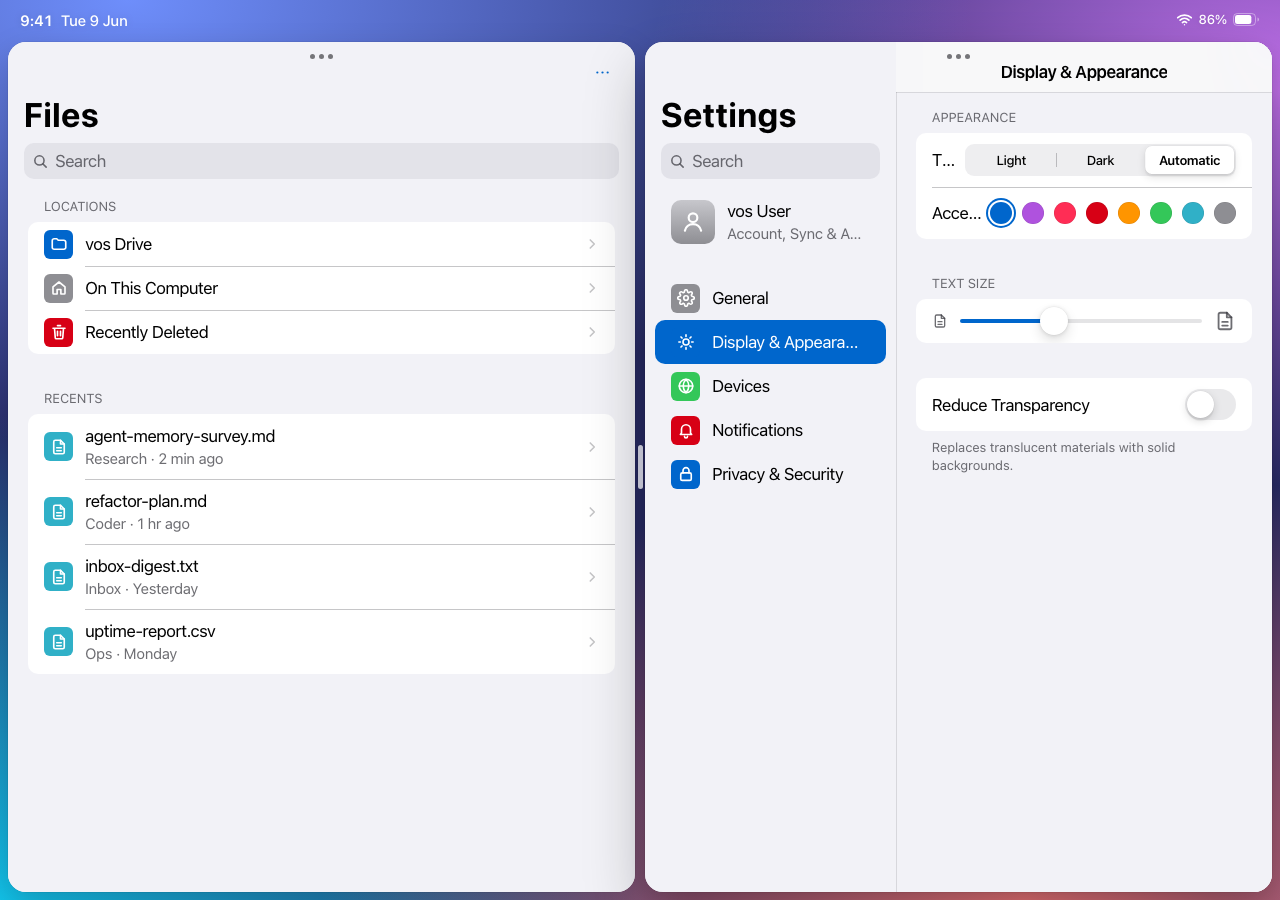 9:41 Tue 9 Jun
86%
Files
Search
LOCATIONS
vos Drive
On This Computer
Recently Deleted
RECENTS
agent-memory-survey.md
Research · 2 min ago
refactor-plan.md
Coder · 1 hr ago
inbox-digest.txt
Inbox · Yesterday
uptime-report.csv
Ops · Monday
Settings
Search
vos User
Account, Sync & A...
General
Display & Appeara...
Devices
Notifications
Privacy & Security
Display & Appearance
APPEARANCE
T... Light Dark Automatic
Acce...
TEXT SIZE
Reduce Transparency
Replaces translucent materials with solid
backgrounds.